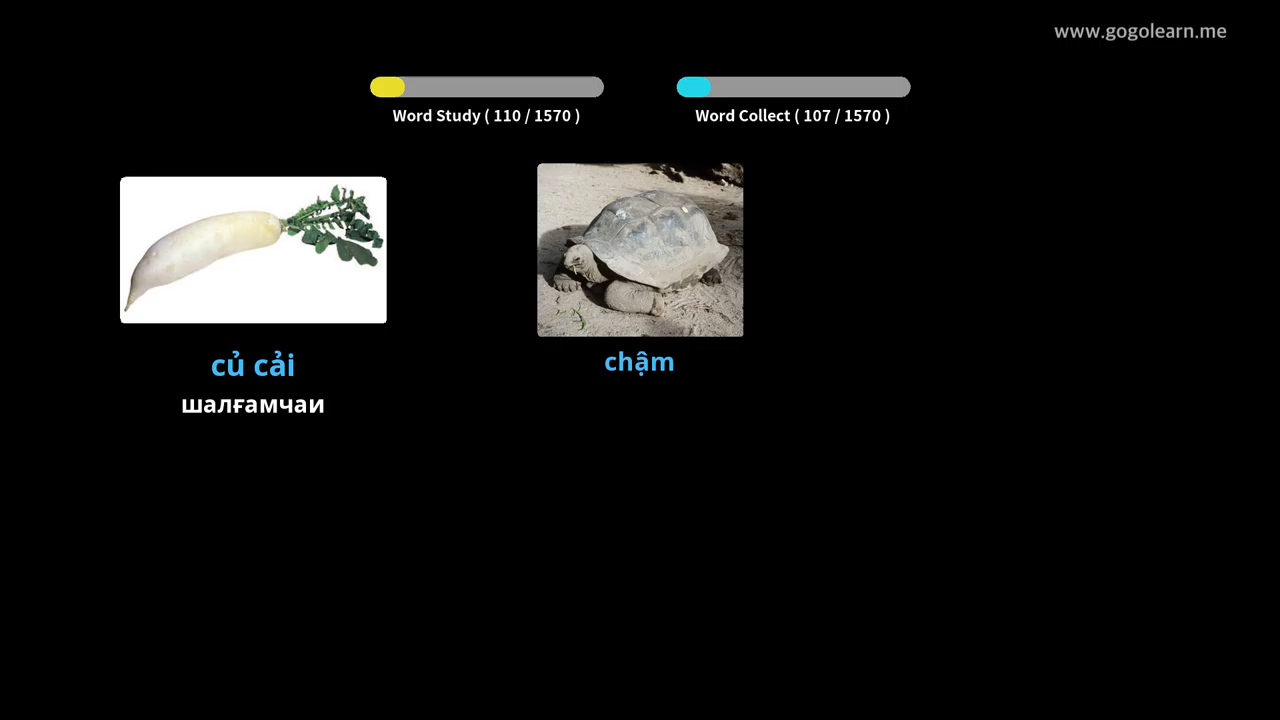 www.gogolearn.me
Word Study ( 110 / 1570 )
Word Collect ( 107 / 1570 )
củ cải
шалғамчаи
chậm